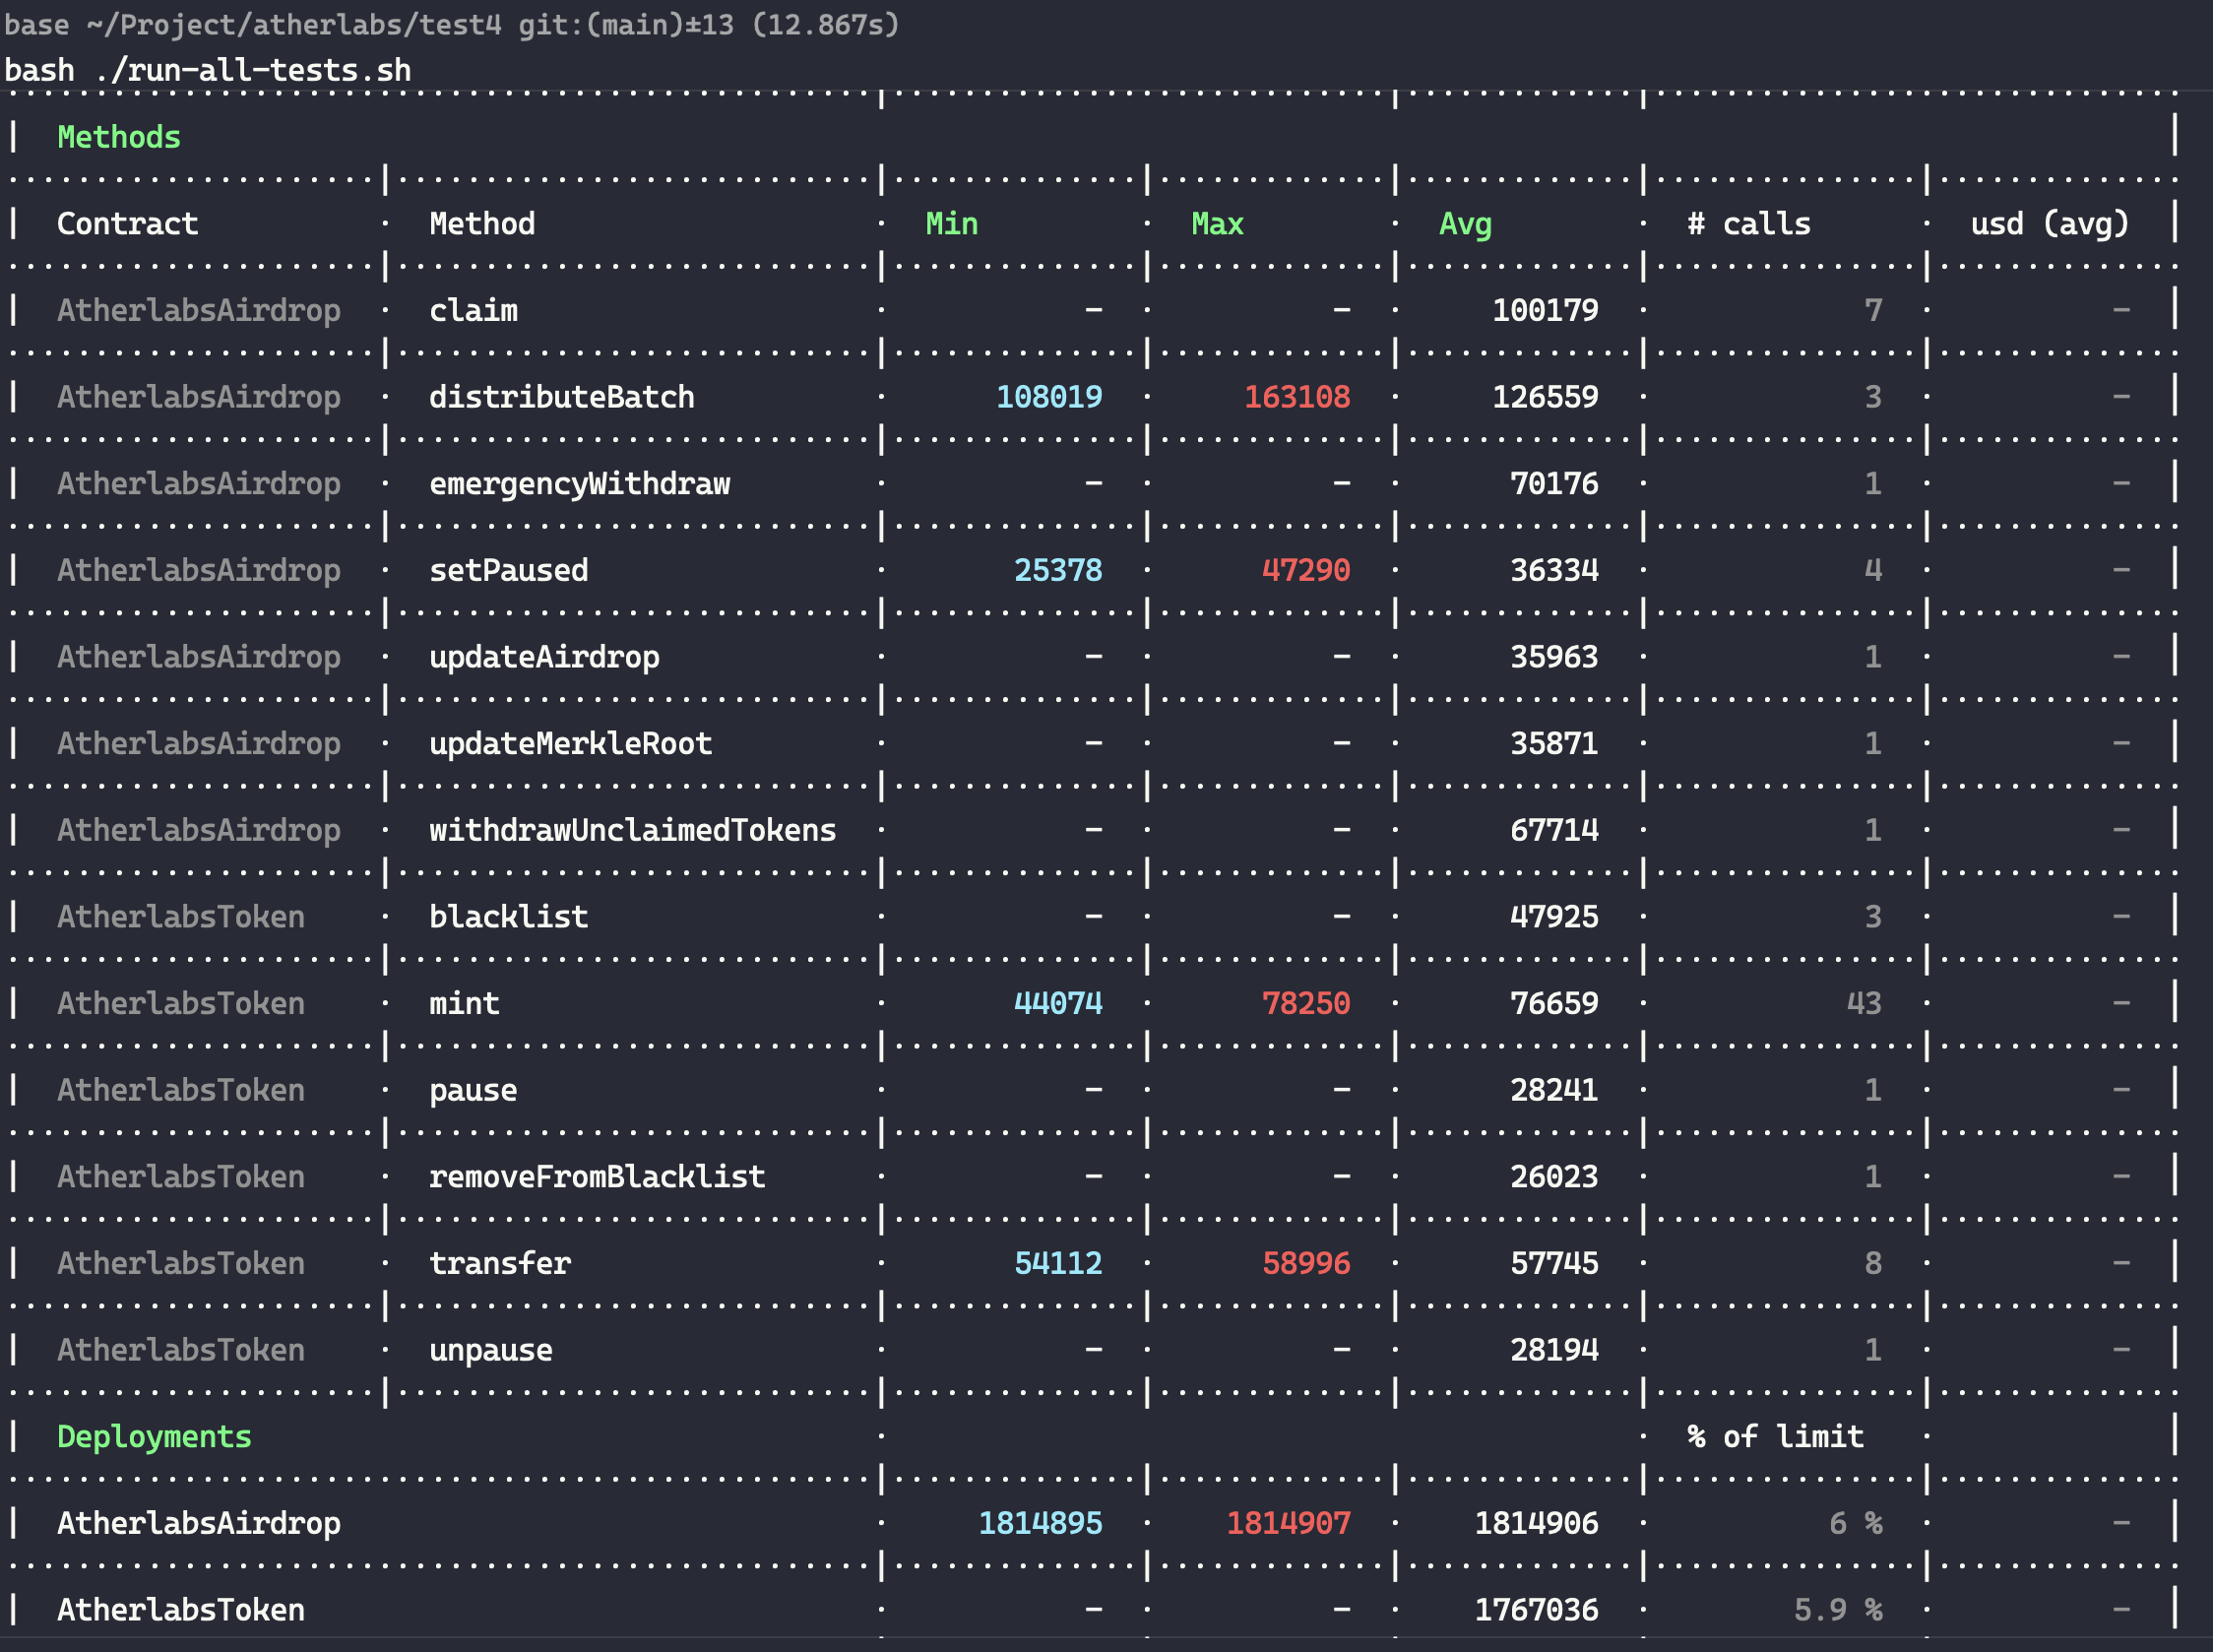 base ~/Project/atherlabs/test4 git:(main)±13 (12.867s)
bash ./run-all-tests.sh
| Methods |
| Contract · Method · Min · Max · Avg · # calls · usd (avg) |
| AtherlabsAirdrop · claim · - · - · 100179 · 7 · - |
| AtherlabsAirdrop · distributeBatch · 108019 · 163108 · 126559 · 3 · - |
| AtherlabsAirdrop · emergencyWithdraw · - · - · 70176 · 1 · - |
| AtherlabsAirdrop · setPaused · 25378 · 47290 · 36334 · 4 · - |
| AtherlabsAirdrop · updateAirdrop · - · - · 35963 · 1 · - |
| AtherlabsAirdrop · updateMerkleRoot · - · - · 35871 · 1 · - |
| AtherlabsAirdrop · withdrawUnclaimedTokens · - · - · 67714 · 1 · - |
| AtherlabsToken · blacklist · - · - · 47925 · 3 · - |
| AtherlabsToken · mint · 44074 · 78250 · 76659 · 43 · - |
| AtherlabsToken · pause · - · - · 28241 · 1 · - |
| AtherlabsToken · removeFromBlacklist · - · - · 26023 · 1 · - |
| AtherlabsToken · transfer · 54112 · 58996 · 57745 · 8 · - |
| AtherlabsToken · unpause · - · - · 28194 · 1 · - |
| Deployments · · % of limit · |
| AtherlabsAirdrop · 1814895 · 1814907 · 1814906 · 6 % · - |
| AtherlabsToken · - · - · 1767036 · 5.9 % · - |